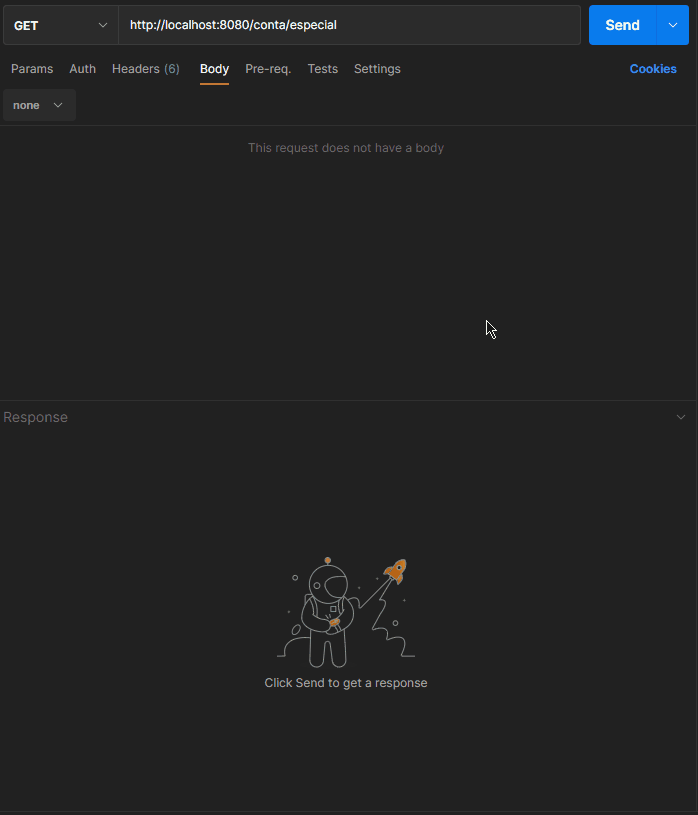 GET http://localhost:8080/conta/especial Send
Params Auth Headers (6) Body Pre-req. Tests Settings Cookies
none
This request does not have a body
Response
Click Send to get a response